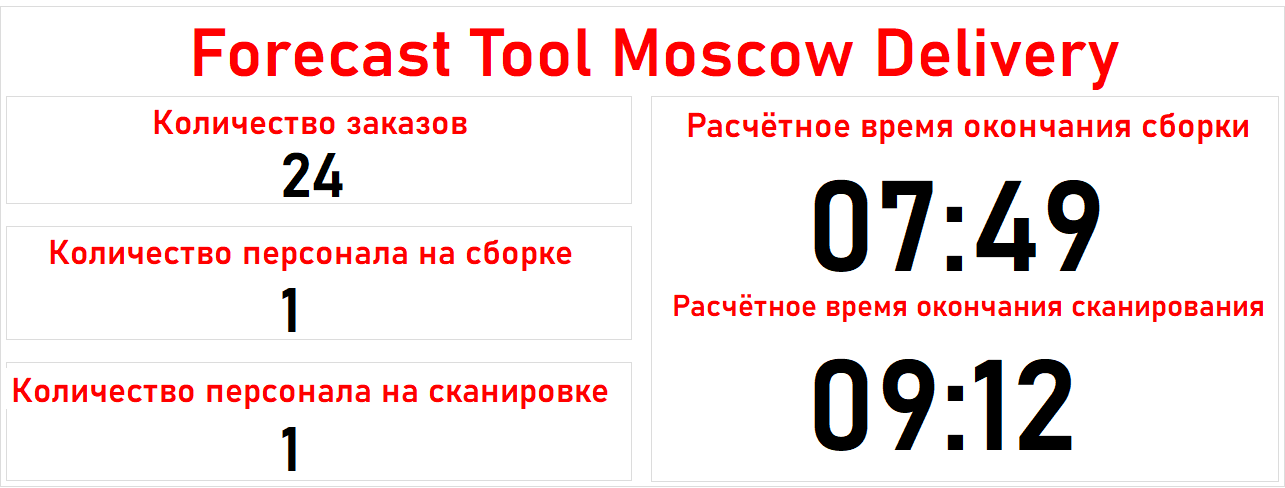 Forecast Tool Moscow Delivery
Количество заказов
24
Количество персонала на сборке
1
Количество персонала на сканировке
1
Расчётное время окончания сборки
07:49
Расчётное время окончания сканирования
09:12